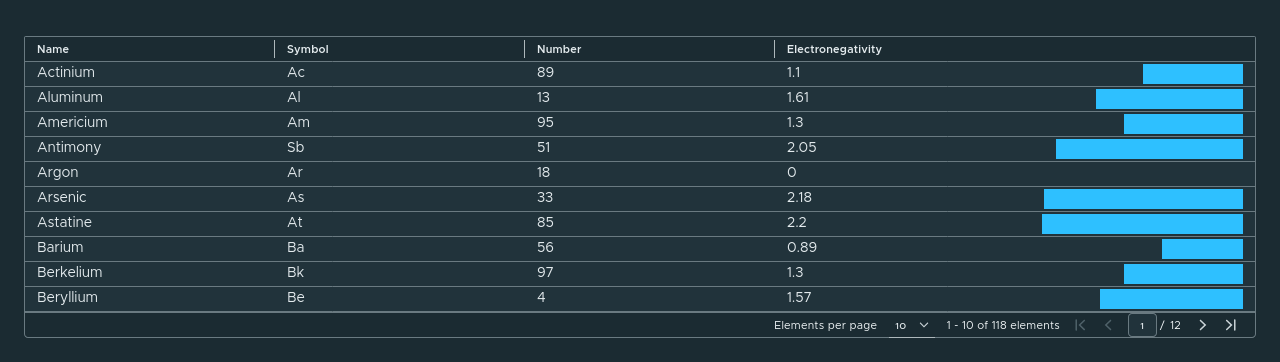 Name Symbol Number Electronegativity
Actinium Ac 89 1.1
Aluminum Al 13 1.61
Americium Am 95 1.3
Antimony Sb 51 2.05
Argon Ar 18 0
Arsenic As 33 2.18
Astatine At 85 2.2
Barium Ba 56 0.89
Berkelium Bk 97 1.3
Beryllium Be 4 1.57
Elements per page 10 1 - 10 of 118 elements 1 / 12